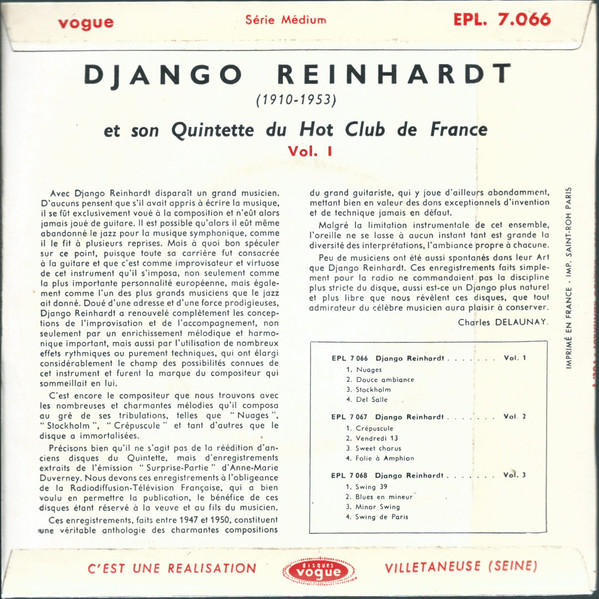 vogue Série Médium EPL. 7.066
DJANGO REINHARDT
(1910-1953)
et son Quintette du Hot Club de France
Vol. I
Avec Django Reinhardt disparaît un grand musicien.
D'aucuns pensent que s'il avait appris à écrire la musique,
il se fût exclusivement voué à la composition et n'eût alors
jamais joué de guitare. Il est possible qu'alors il eût même
abandonné le jazz pour la musique symphonique, comme
il le fit à plusieurs reprises. Mais à quoi bon spéculer
sur ce point, puisque toute sa carrière fut consacrée
à la guitare et que c'est comme improvisateur et virtuose
de cet instrument qu'il s'imposa, non seulement comme
la plus importante personnalité européenne, mais égale-
ment comme l'un des plus grands musiciens que le jazz
ait donné. Doué d'une adresse et d'une force prodigieuses,
Django Reinhardt a renouvelé complètement les concep-
tions de l'improvisation et de l'accompagnement, non
seulement par un enrichissement mélodique et harmo-
nique important, mais aussi par l'utilisation de nombreux
effets rythmiques ou purement techniques, qui ont élargi
considérablement le champ des possibilités connues de
cet instrument et furent la marque du compositeur qui
sommeillait en lui.
C'est encore le compositeur que nous trouvons avec
les nombreuses et charmantes mélodies qu'il composa
au gré de ses tribulations, telles que "Nuages",
"Stockholm", "Crépuscule" et tant d'autres que le
disque a immortalisées.
Précisons bien qu'il ne s'agit pas de la réédition d'an-
ciens disques du Quintette, mais d'enregistrements
extraits de l'émission "Surprise-Partie" d'Anne-Marie
Duverney. Nous devons ces enregistrements à l'obligeance
de la Radiodiffusion-Télévision Française, qui a bien
voulu en permettre la publication, le bénéfice de ces
disques étant réservé à la veuve et au fils du musicien.
Ces enregistrements, faits entre 1947 et 1950, constituent
une véritable anthologie des charmantes compositions
du grand guitariste, qui y joue d'ailleurs abondamment,
mettant bien en valeur des dons exceptionnels d'invention
et de technique jamais en défaut.
Malgré la limitation instrumentale de cet ensemble,
l'oreille ne se lasse à aucun instant tant est grande la
diversité des interprétations, l'ambiance propre à chacune.
Peu de musiciens ont été aussi spontanés dans leur Art
que Django Reinhardt. Ces enregistrements faits simple-
ment pour la radio ne commandaient pas la discipline
plus stricte du disque, aussi est-ce un Django plus naturel
et plus libre que nous révèlent ces disques, que tout
admirateur du célèbre musicien aura plaisir à conserver.
Charles DELAUNAY.
EPL 7 066 Django Reinhardt . . . . . . . Vol. 1
1. Nuages
2. Douce ambiance
3. Stockholm
4. Del Salle
EPL 7 067 Django Reinhardt . . . . . . . Vol. 2
1. Crépuscule
2. Vendredi 13
3. Sweet chorus
4. Folie à Amphion
EPL 7 068 Django Reinhardt . . . . . . . Vol. 3
1. Swing 39
2. Blues en mineur
3. Minor Swing
4. Swing de Paris
IMPRIMÉ EN FRANCE - IMP. SAINT-ROH PARIS
C'EST UNE REALISATION disques vogue VILLETANEUSE (SEINE)